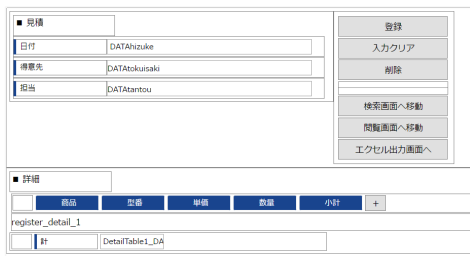 ■ 見積
日付 DATAhizuke
得意先 DATAtokuisaki
担当 DATAtantou
登録
入力クリア
削除
検索画面へ移動
閲覧画面へ移動
エクセル出力画面へ
■ 詳細
商品 型番 単価 数量 小計 +
register_detail_1
計 DetailTable1_DA